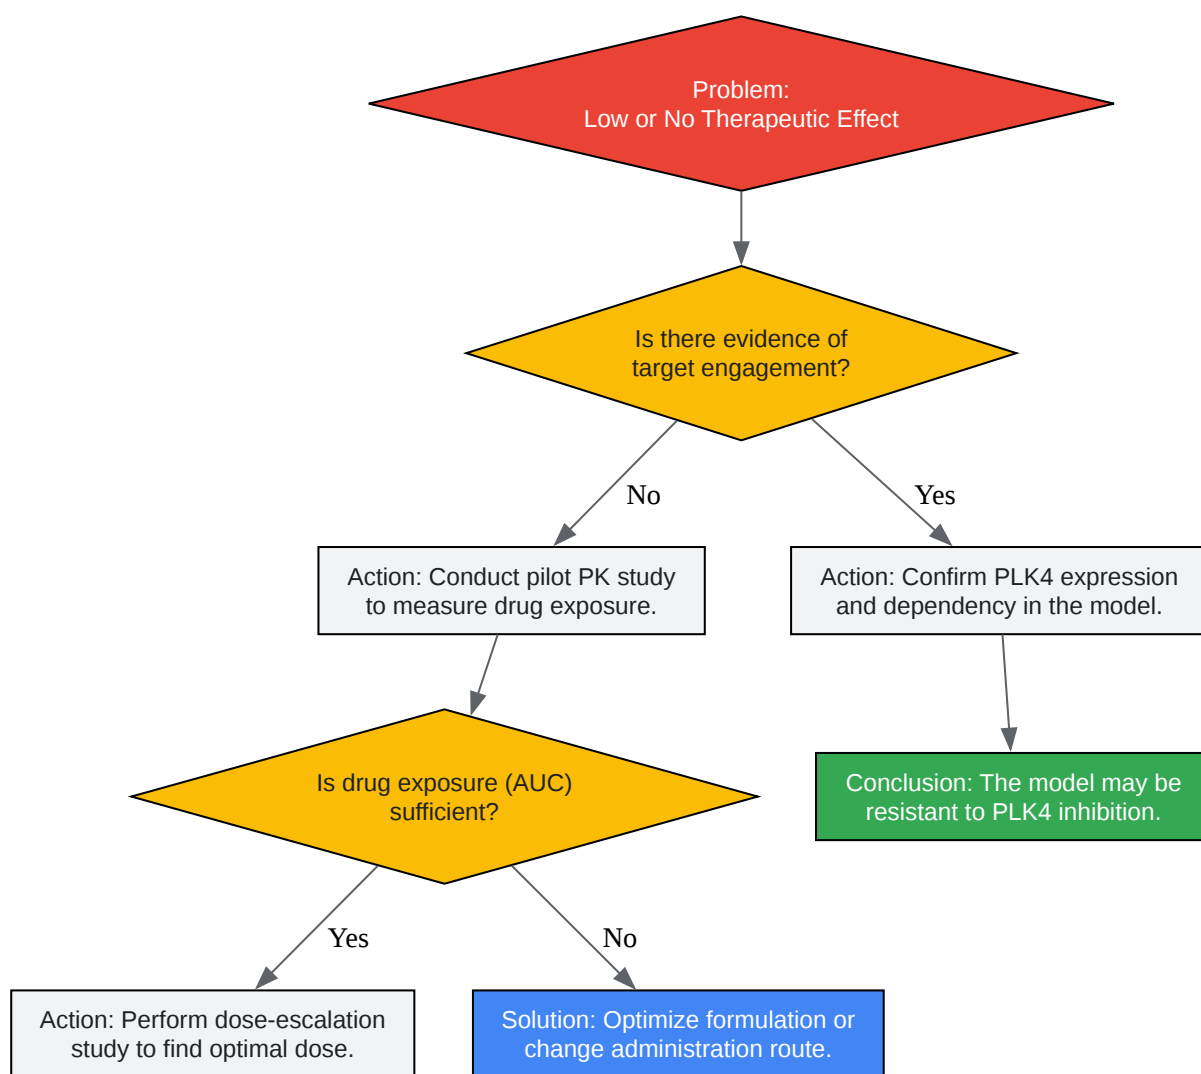 Problem:
Low or No Therapeutic Effect
Is there evidence of
target engagement?
No
Yes
Action: Conduct pilot PK study
to measure drug exposure.
Action: Confirm PLK4 expression
and dependency in the model.
Is drug exposure (AUC)
sufficient?
Conclusion: The model may be
resistant to PLK4 inhibition.
Yes
No
Action: Perform dose-escalation
study to find optimal dose.
Solution: Optimize formulation or
change administration route.